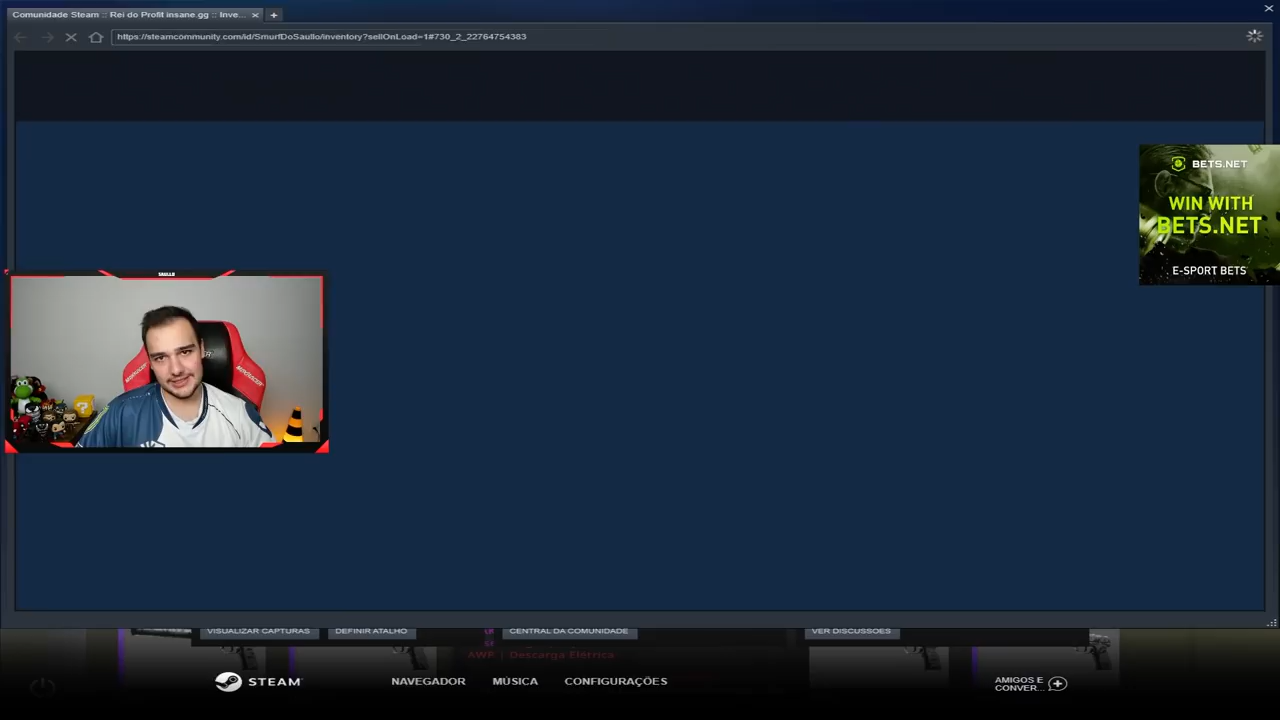 Comunidade Steam :: Rei do Profit insane.gg :: Inve...
https://steamcommunity.com/id/SmurfDoSaullo/inventory?sellOnLoad=1#730_2_22764754383
BETS.NET
WIN WITH
BETS.NET
E-SPORT BETS
SAULLO
VISUALIZAR CAPTURAS
DEFINIR ATALHO
CENTRAL DA COMUNIDADE
VER DISCUSSÕES
AWP | Descarga Elétrica
STEAM
NAVEGADOR
MÚSICA
CONFIGURAÇÕES
AMIGOS E
CONVER...